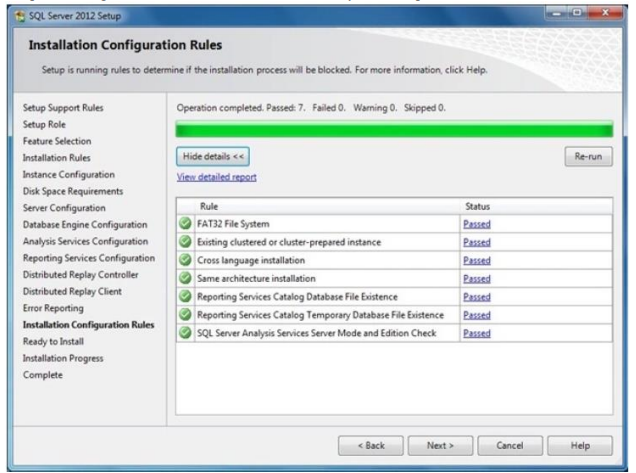 SQL Server 2012 Setup
Installation Configuration Rules
Setup is running rules to determine if the installation process will be blocked. For more information, click Help.
Setup Support Rules
Setup Role
Feature Selection
Installation Rules
Instance Configuration
Disk Space Requirements
Server Configuration
Database Engine Configuration
Analysis Services Configuration
Reporting Services Configuration
Distributed Replay Controller
Distributed Replay Client
Error Reporting
Installation Configuration Rules
Ready to Install
Installation Progress
Complete
Operation completed. Passed: 7. Failed 0. Warning 0. Skipped 0.
Hide details <<
Re-run
View detailed report
Rule Status
FAT32 File System Passed
Existing clustered or cluster-prepared instance Passed
Cross language installation Passed
Same architecture installation Passed
Reporting Services Catalog Database File Existence Passed
Reporting Services Catalog Temporary Database File Existence Passed
SQL Server Analysis Services Server Mode and Edition Check Passed
< Back Next > Cancel Help